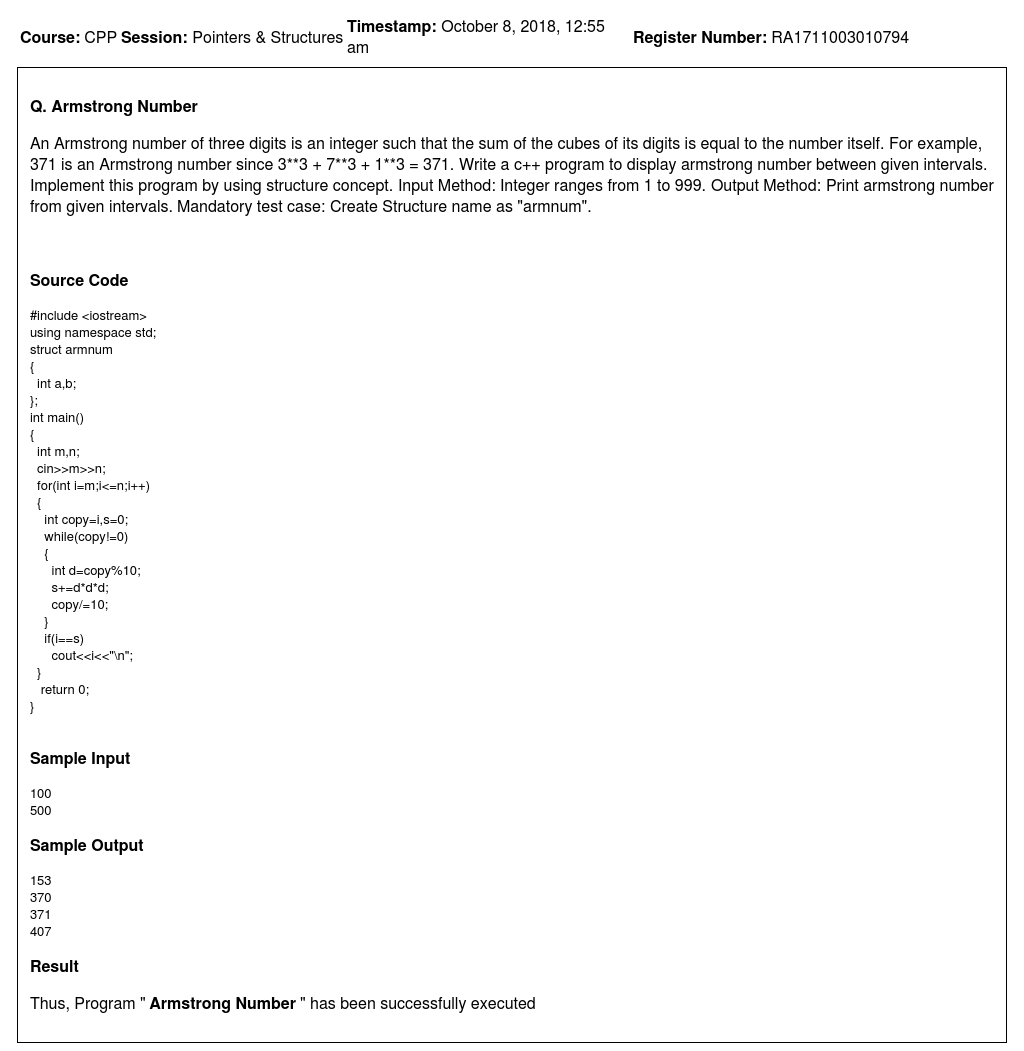 Course: CPP Session: Pointers & Structures Timestamp: October 8, 2018, 12:55 am Register Number: RA1711003010794
Q. Armstrong Number
An Armstrong number of three digits is an integer such that the sum of the cubes of its digits is equal to the number itself. For example,
371 is an Armstrong number since 3**3 + 7**3 + 1**3 = 371. Write a c++ program to display armstrong number between given intervals.
Implement this program by using structure concept. Input Method: Integer ranges from 1 to 999. Output Method: Print armstrong number
from given intervals. Mandatory test case: Create Structure name as "armnum".
Source Code
#include <iostream>
using namespace std;
struct armnum
{
  int a,b;
};
int main()
{
  int m,n;
  cin>>m>>n;
  for(int i=m;i<=n;i++)
  {
    int copy=i,s=0;
    while(copy!=0)
    {
      int d=copy%10;
      s+=d*d*d;
      copy/=10;
    }
    if(i==s)
      cout<<i<<"\n";
  }
   return 0;
}
Sample Input
100
500
Sample Output
153
370
371
407
Result
Thus, Program " Armstrong Number " has been successfully executed